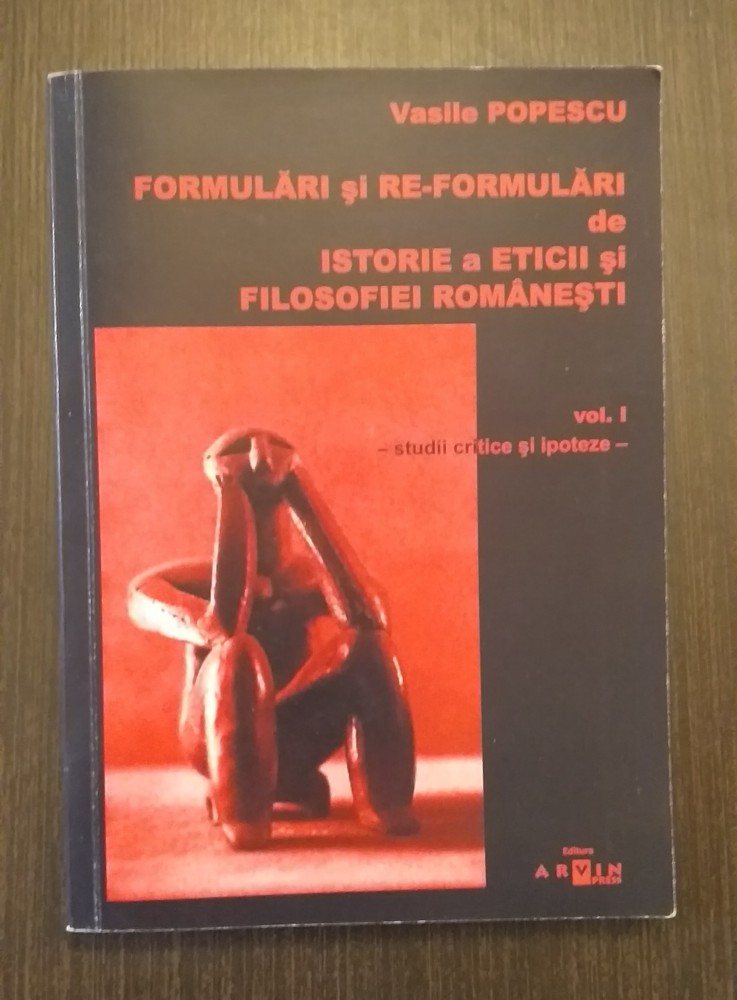 Vasile POPESCU
FORMULĂRI şi RE-FORMULĂRI
de
ISTORIE a ETICII şi
FILOSOFIEI ROMÂNEŞTI
vol. I
– studii critice şi ipoteze –
Editura
ARVIN
PRESS